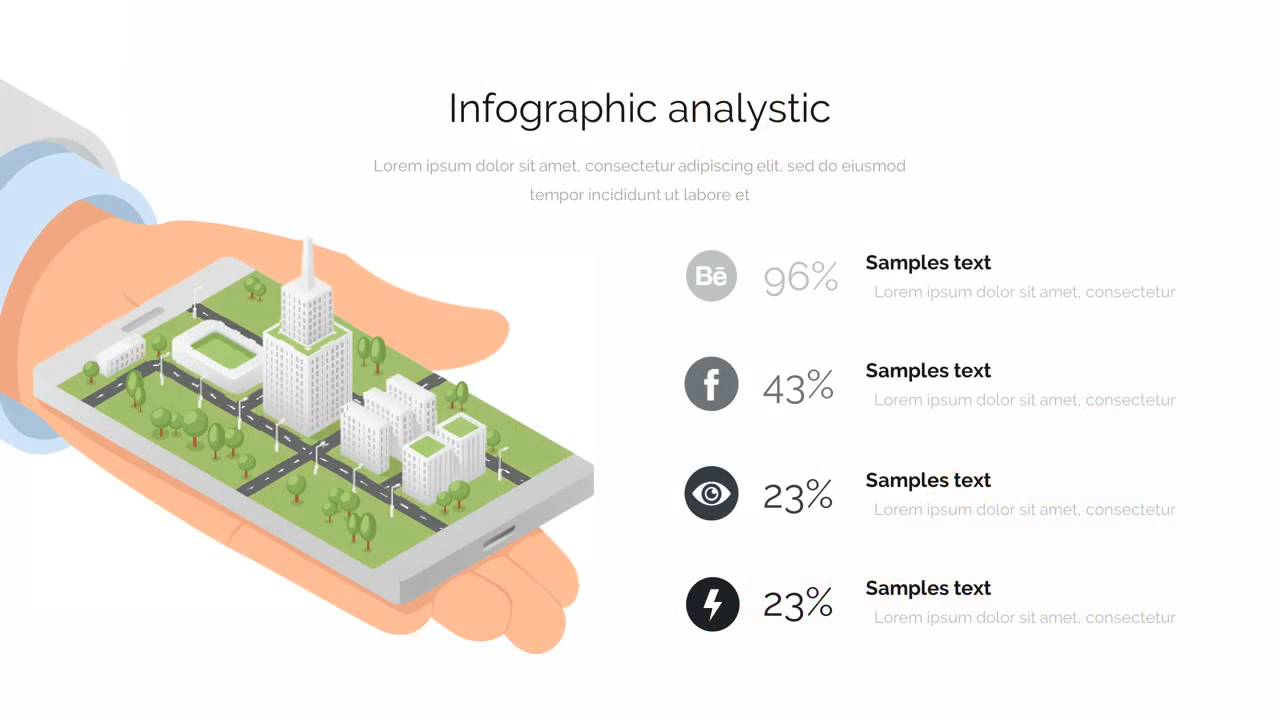 Infographic analystic
Lorem ipsum dolor sit amet, consectetur adipiscing elit, sed do eiusmod
tempor incididunt ut labore et
Bē 96% Samples text
Lorem ipsum dolor sit amet, consectetur
f 43% Samples text
Lorem ipsum dolor sit amet, consectetur
23% Samples text
Lorem ipsum dolor sit amet, consectetur
23% Samples text
Lorem ipsum dolor sit amet, consectetur